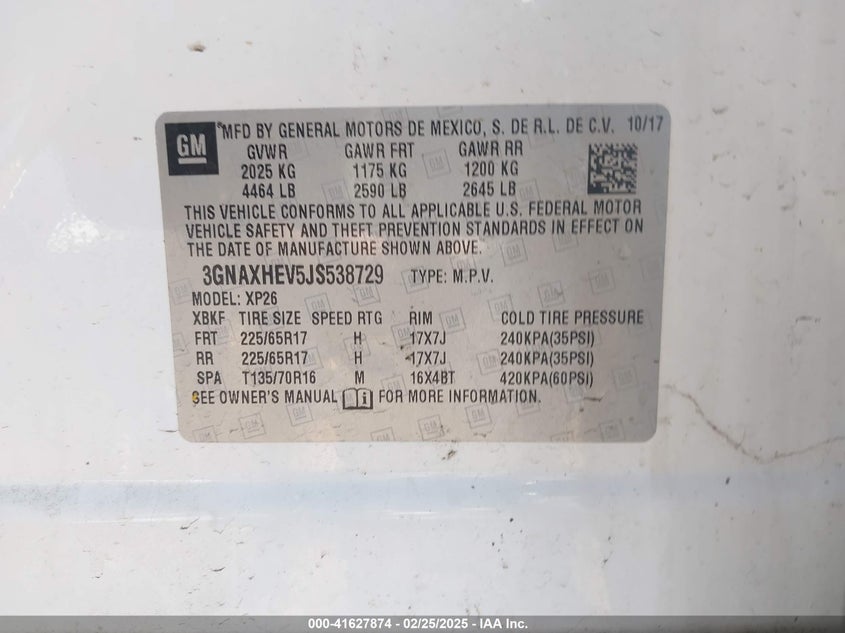 GM
*MFD BY GENERAL MOTORS DE MEXICO, S. DE R.L. DE C.V. 10/17
GVWR GAWR FRT GAWR RR
2025 KG 1175 KG 1200 KG
4464 LB 2590 LB 2645 LB
THIS VEHICLE CONFORMS TO ALL APPLICABLE U.S. FEDERAL MOTOR
VEHICLE SAFETY AND THEFT PREVENTION STANDARDS IN EFFECT ON
THE DATE OF MANUFACTURE SHOWN ABOVE.
3GNAXHEV5JS538729 TYPE: M.P.V.
MODEL: XP26
XBKF TIRE SIZE SPEED RTG RIM COLD TIRE PRESSURE
FRT 225/65R17 H 17X7J 240KPA(35PSI)
RR 225/65R17 H 17X7J 240KPA(35PSI)
SPA T135/70R16 M 16X4BT 420KPA(60PSI)
SEE OWNER'S MANUAL i FOR MORE INFORMATION.
000-41627874 - 02/25/2025 - IAA Inc.